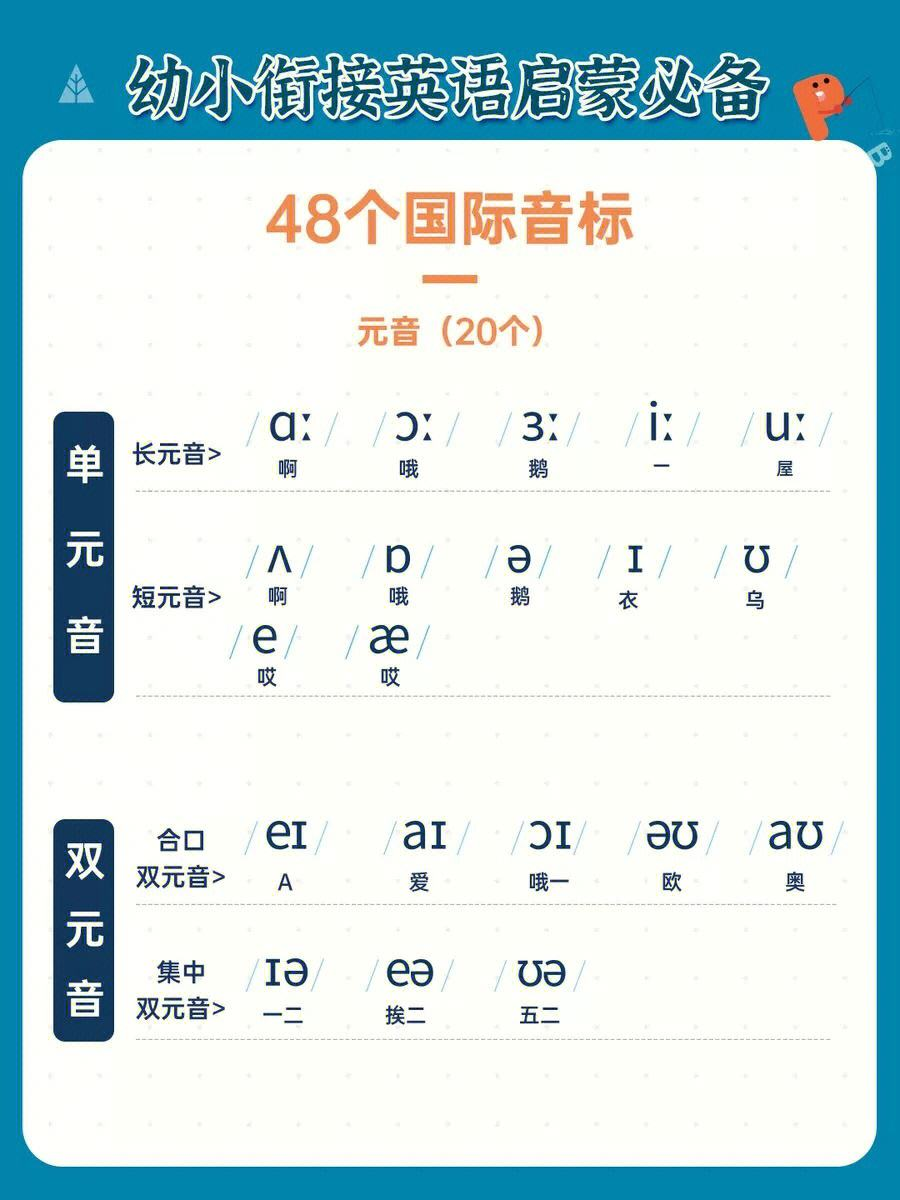 幼小衔接英语启蒙必备
P
B
48个国际音标
元音（20个）
单元音
长元音>
/ɑː/ /ɔː/ /ɜː/ /iː/ /uː/
啊 哦 鹅 一 屋
短元音>
/ʌ/ /ɒ/ /ə/ /ɪ/ /ʊ/
啊 哦 鹅 衣 乌
/e/ /æ/
哎 哎
双元音
合口
双元音>
/eɪ/ /aɪ/ /ɔɪ/ /əʊ/ /aʊ/
A 爱 哦一 欧 奥
集中
双元音>
/ɪə/ /eə/ /ʊə/
一二 挨二 五二